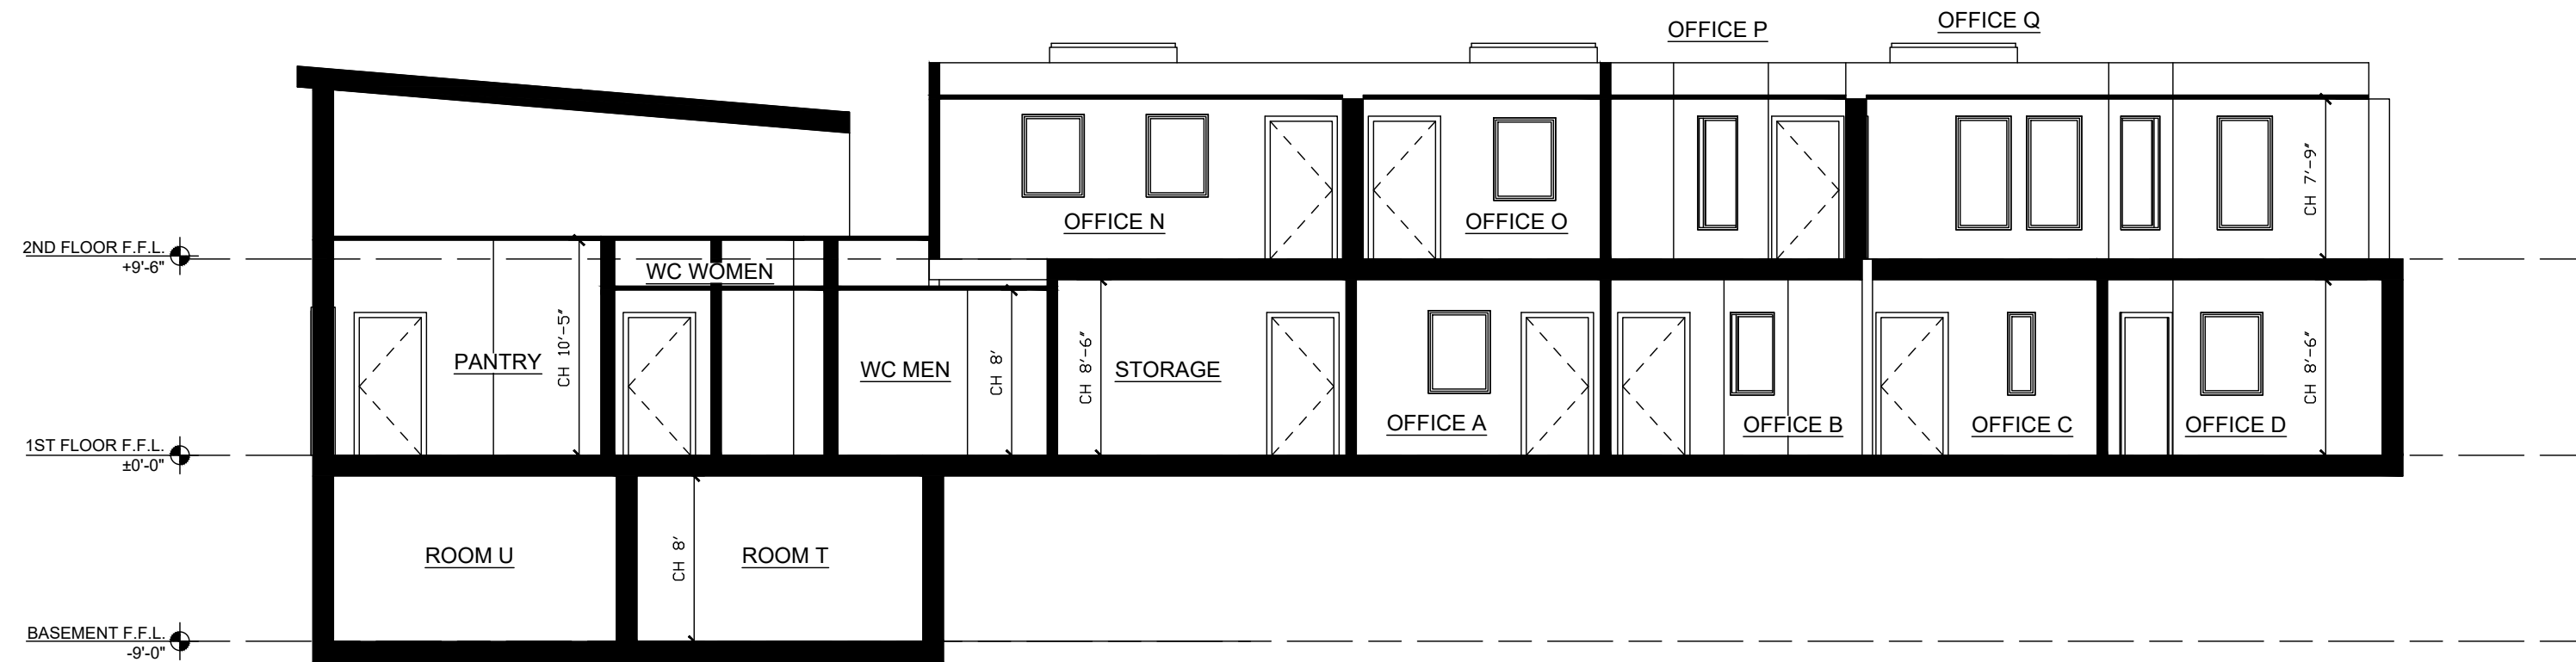 OFFICE P
OFFICE Q
OFFICE N
OFFICE O
CH 7'-9"
2ND FLOOR F.F.L.
+9'-6"
WC WOMEN
PANTRY
CH 10'-5"
WC MEN
CH 8'
CH 8'-6"
STORAGE
OFFICE A
OFFICE B
OFFICE C
OFFICE D
CH 8'-6"
1ST FLOOR F.F.L.
±0'-0"
ROOM U
CH 8'
ROOM T
BASEMENT F.F.L.
-9'-0"